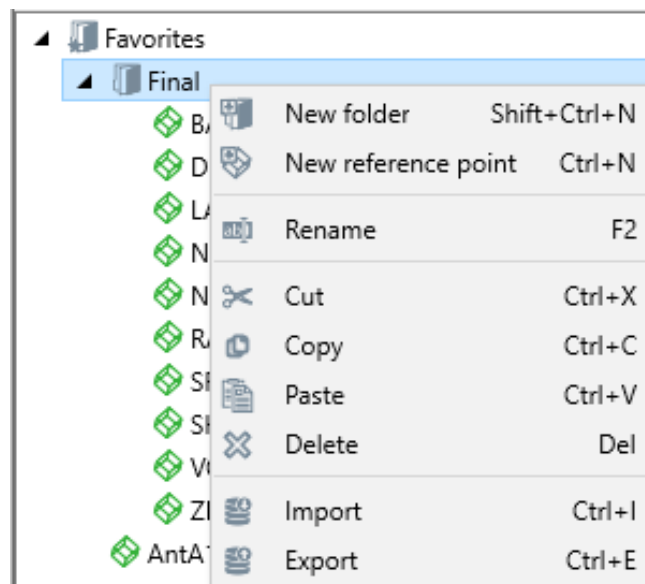 Favorites
Final
New folder Shift+Ctrl+N
New reference point Ctrl+N
Rename F2
Cut Ctrl+X
Copy Ctrl+C
Paste Ctrl+V
Delete Del
Import Ctrl+I
Export Ctrl+E